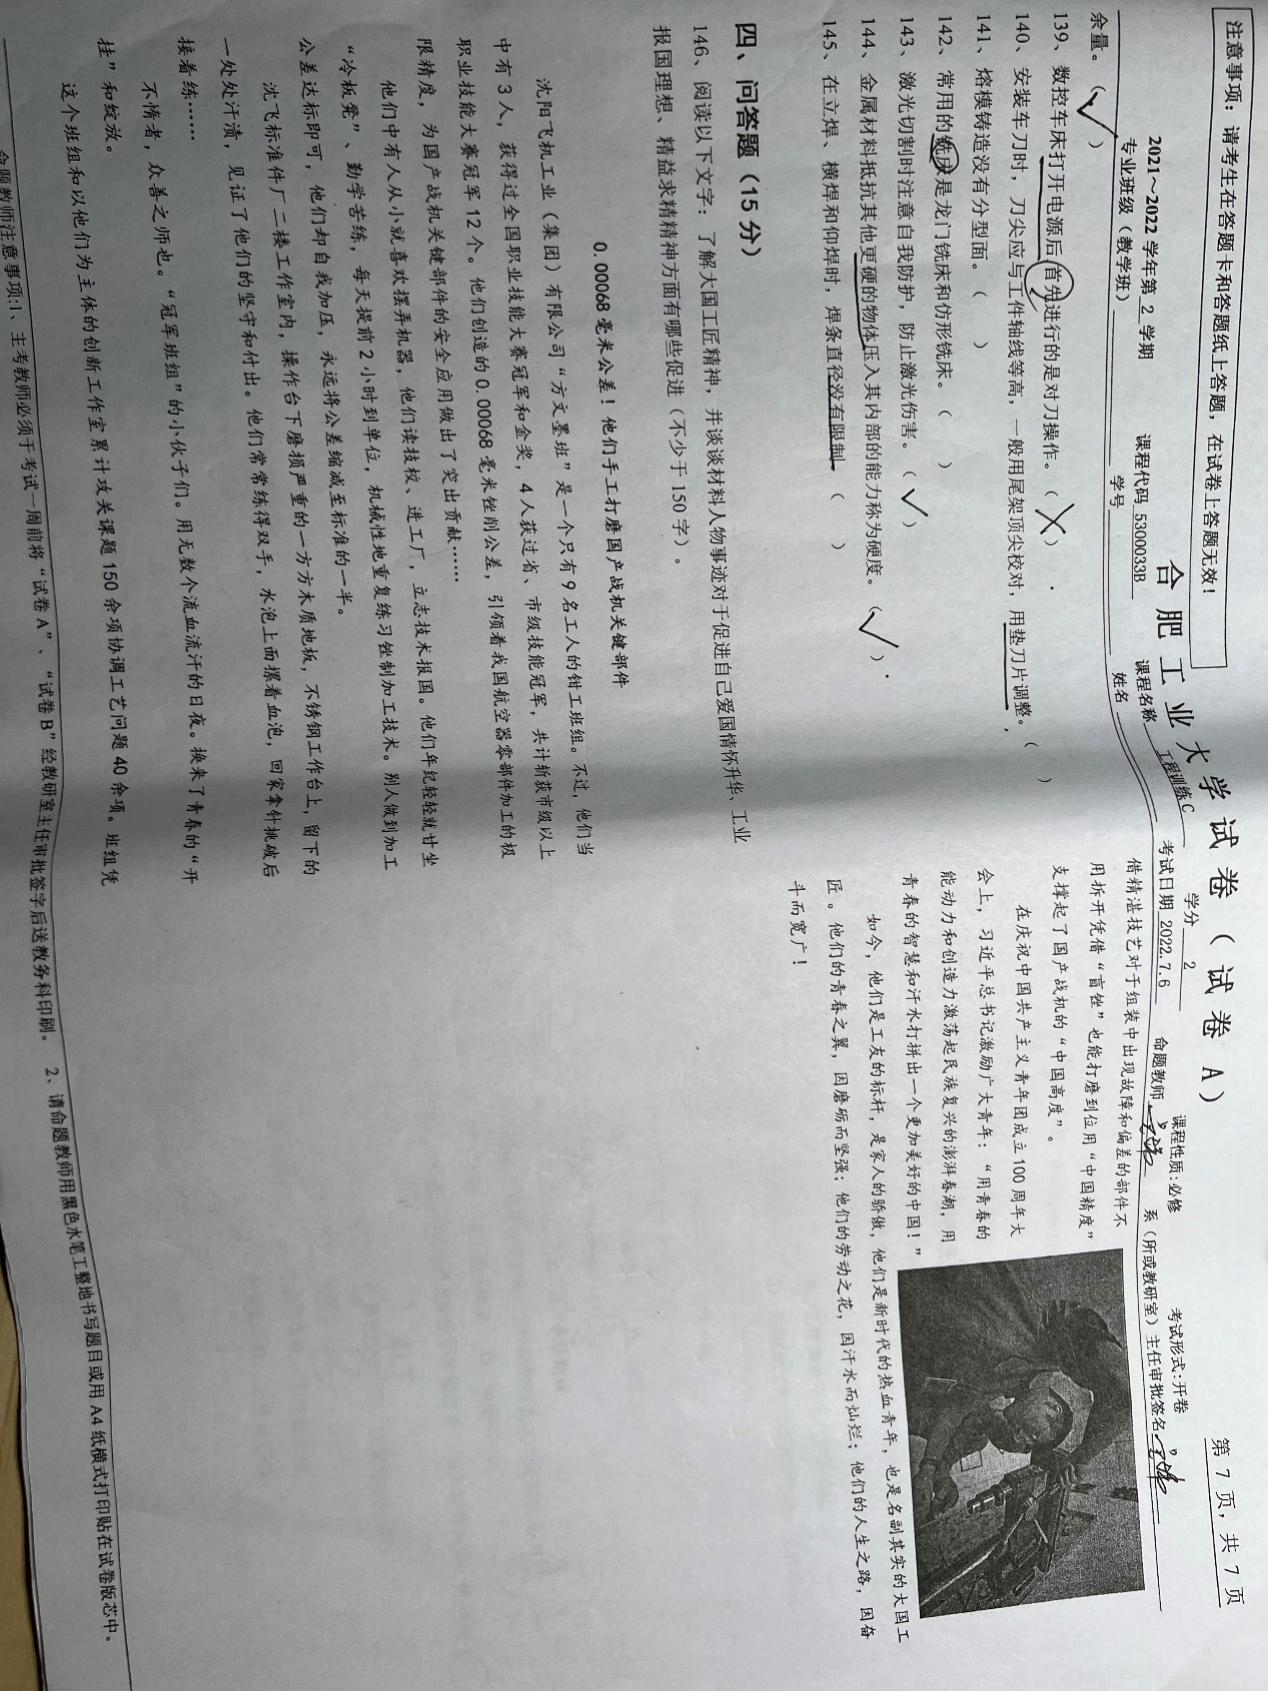 注意事项：请考生在答题卡和答题纸上答题，在试卷上答题无效！
合肥工业大学试卷（试卷 A）
第 7 页，共 7 页
2021～2022 学年第 2 学期 课程代码 5300033B 课程名称 工程训练C 学分 2 课程性质:必修 考试形式:开卷
专业班级（教学班） 学号 姓名 考试日期 2022.7.6 命题教师 系（所或教研室）主任审批签名
余量。（√）
139、数控车床打开电源后首先进行的是对刀操作。（×）
140、安装车刀时，刀尖应与工件轴线等高，一般用尾架顶尖校对，用垫刀片调整。（ ）
141、熔模铸造没有分型面。（ ）
142、常用的铣床是龙门铣床和仿形铣床。（ ）
143、激光切割时注意自我防护，防止激光伤害。（√）
144、金属材料抵抗其他更硬的物体压入其内部的能力称为硬度。（√）
145、在立焊、横焊和仰焊时，焊条直径没有限制 （ ）
四、问答题（15 分）
146、阅读以下文字：了解大国工匠精神，并谈谈材料人物事迹对于促进自己爱国情怀升华、工业
报国理想、精益求精精神方面有哪些促进（不少于 150 字）。
0.00068 毫米公差！他们手工打磨国产战机关键部件
沈阳飞机工业（集团）有限公司“方文墨班”是一个只有 9 名工人的钳工班组。不过，他们当
中有 3 人，获得过全国职业技能大赛冠军和金奖，4 人获过省、市级技能冠军，共计斩获市级以上
职业技能大赛冠军 12 个。他们创造的 0.00068 毫米锉削公差，引领着我国航空器零部件加工的极
限精度，为国产战机关键部件的安全应用做出了突出贡献……
他们中有人从小就喜欢摆弄机器，他们读技校、进工厂，立志技术报国。他们年纪轻轻就甘坐
“冷板凳”、勤学苦练，每天提前 2 小时到单位，机械性地重复练习锉制加工技术。别人做到加工
公差达标即可，他们却自我加压，永远将公差缩减至标准的一半。
沈飞标准件厂二楼工作室内，操作台下磨损严重的一方方木质地板，不锈钢工作台上，留下的
一处处汗渍，见证了他们的坚守和付出。他们常常练得双手，水池上面摞着血泡，回家拿针挑破后
接着练……
不惰者，众善之师也。“冠军班组”的小伙子们。用无数个流血流汗的日夜。换来了青春的“开
挂”和绽放。
这个班组和以他们为主体的创新工作室累计攻关课题 150 余项协调工艺问题 40 余项。班组凭
借精湛技艺对于组装中出现故障和偏差的部件不
用拆开凭借“盲锉”也能打磨到位用“中国精度”
支撑起了国产战机的“中国高度”。
在庆祝中国共产主义青年团成立 100 周年大
会上，习近平总书记激励广大青年：“用青春的
能动力和创造力激荡起民族复兴的澎湃春潮，用
青春的智慧和汗水打拼出一个更加美好的中国！”
如今，他们是工友的标杆，是家人的骄傲，他们是新时代的热血青年，也是名副其实的大国工
匠。他们的青春之翼，因磨砺而坚强；他们的劳动之花，因汗水而灿烂；他们的人生之路，因奋
斗而宽广！
命题教师注意事项:1、主考教师必须于考试一周前将“试卷 A”、“试卷 B”经教研室主任审批签字后送教务科印刷。 2、请命题教师用黑色水笔工整地书写题目或用 A4 纸横式打印贴在试卷版芯中。